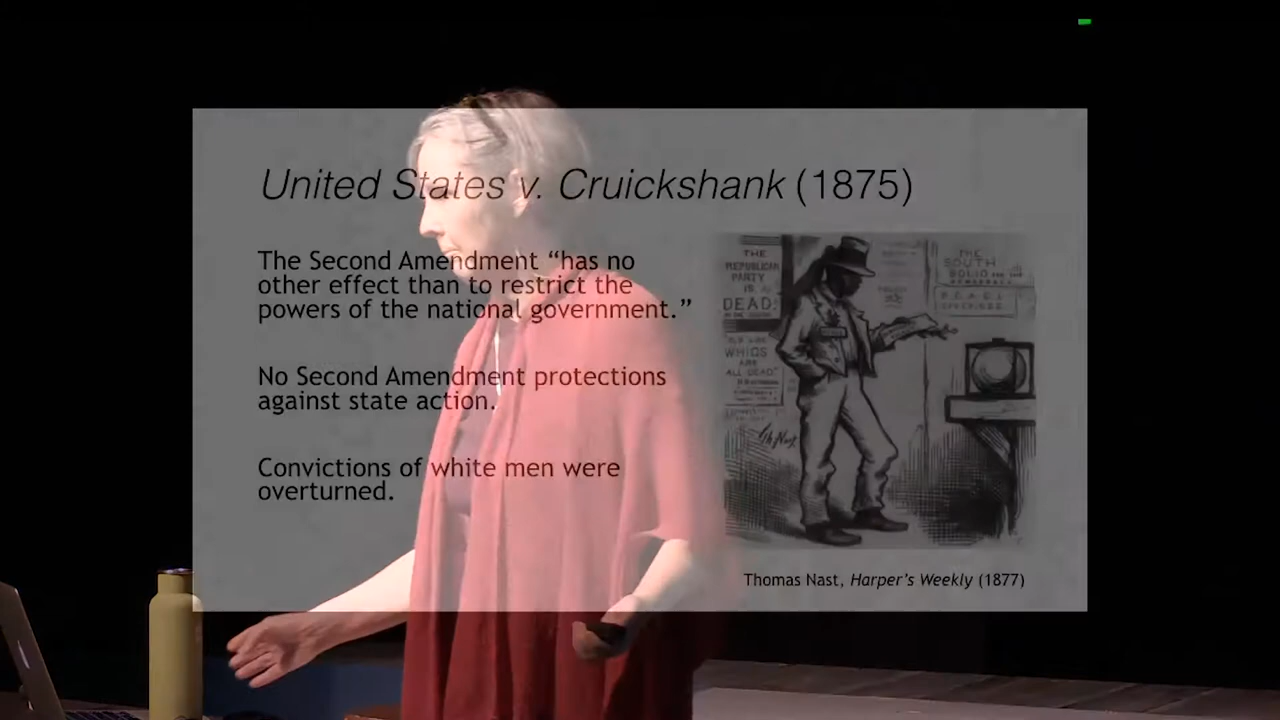 United States v. Cruickshank (1875)
The Second Amendment “has no
other effect than to restrict the
powers of the national government.”
No Second Amendment protections
against state action.
Convictions of white men were
overturned.
THE
REPUBLICAN
PARTY
IS
DEAD
WHIGS
ARE
ALL DEAD"
THE
SOUTH
SOLID
Th. Nast
Thomas Nast, Harper’s Weekly (1877)